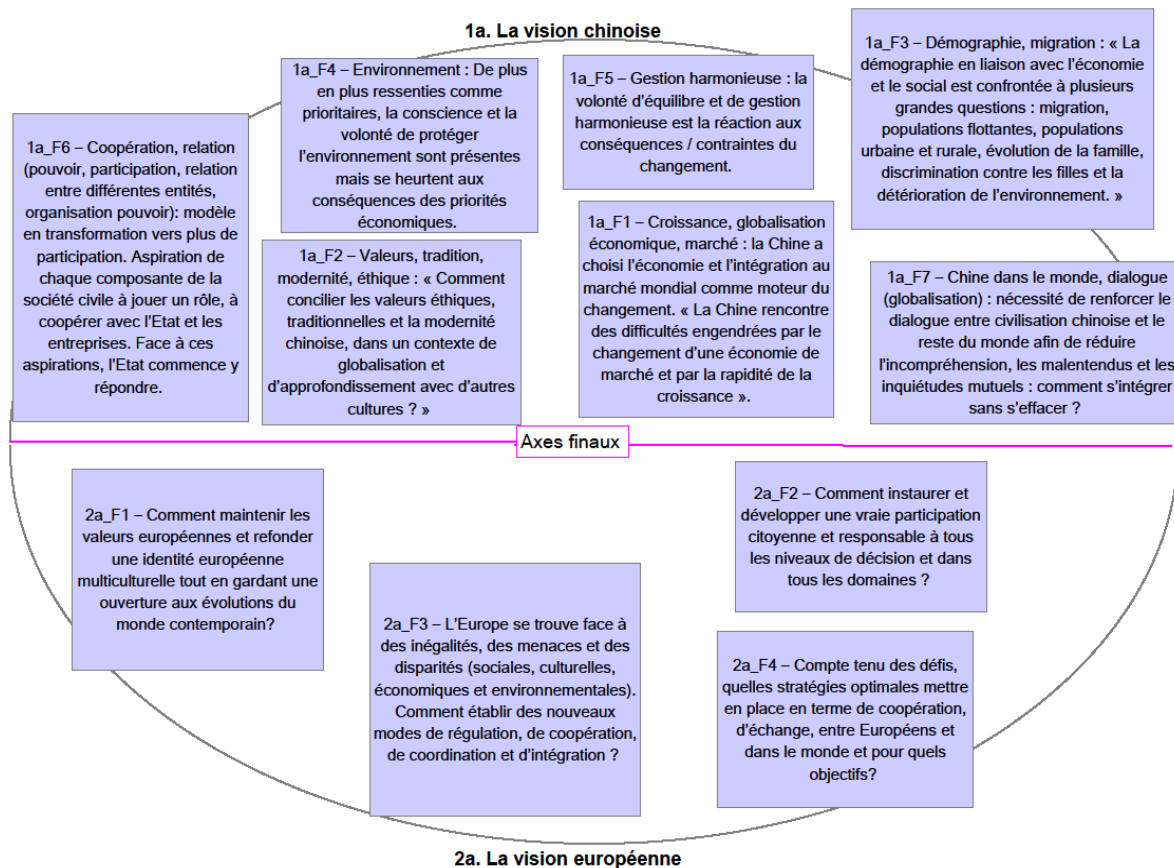 1a. La vision chinoise
1a_F6 – Coopération, relation
(pouvoir, participation, relation
entre différentes entités,
organisation pouvoir): modèle
en transformation vers plus de
participation. Aspiration de
chaque composante de la
société civile à jouer un rôle, à
coopérer avec l'Etat et les
entreprises. Face à ces
aspirations, l'Etat commence y
répondre.
1a_F4 – Environnement : De plus
en plus ressenties comme
prioritaires, la conscience et la
volonté de protéger
l'environnement sont présentes
mais se heurtent aux
conséquences des priorités
économiques.
1a_F2 – Valeurs, tradition,
modernité, éthique : « Comment
concilier les valeurs éthiques,
traditionnelles et la modernité
chinoise, dans un contexte de
globalisation et
d'approfondissement avec d'autres
cultures ? »
1a_F5 – Gestion harmonieuse : la
volonté d'équilibre et de gestion
harmonieuse est la réaction aux
conséquences / contraintes du
changement.
1a_F1 – Croissance, globalisation
économique, marché : la Chine a
choisi l'économie et l'intégration au
marché mondial comme moteur du
changement. « La Chine rencontre
des difficultés engendrées par le
changement d'une économie de
marché et par la rapidité de la
croissance ».
1a_F3 – Démographie, migration : « La
démographie en liaison avec l'économie
et le social est confrontée à plusieurs
grandes questions : migration,
populations flottantes, populations
urbaine et rurale, évolution de la famille,
discrimination contre les filles et la
détérioration de l'environnement. »
1a_F7 – Chine dans le monde, dialogue
(globalisation) : nécessité de renforcer le
dialogue entre civilisation chinoise et le
reste du monde afin de réduire
l'incompréhension, les malentendus et les
inquiétudes mutuels : comment s'intégrer
sans s'effacer ?
Axes finaux
2a_F1 – Comment maintenir les
valeurs européennes et refonder
une identité européenne
multiculturelle tout en gardant une
ouverture aux évolutions du
monde contemporain?
2a_F3 – L'Europe se trouve face à
des inégalités, des menaces et des
disparités (sociales, culturelles,
économiques et environnementales).
Comment établir des nouveaux
modes de régulation, de coopération,
de coordination et d'intégration ?
2a_F2 – Comment instaurer et
développer une vraie participation
citoyenne et responsable à tous
les niveaux de décision et dans
tous les domaines ?
2a_F4 – Compte tenu des défis,
quelles stratégies optimales mettre
en place en terme de coopération,
d'échange, entre Européens et
dans le monde et pour quels
objectifs?
2a. La vision européenne